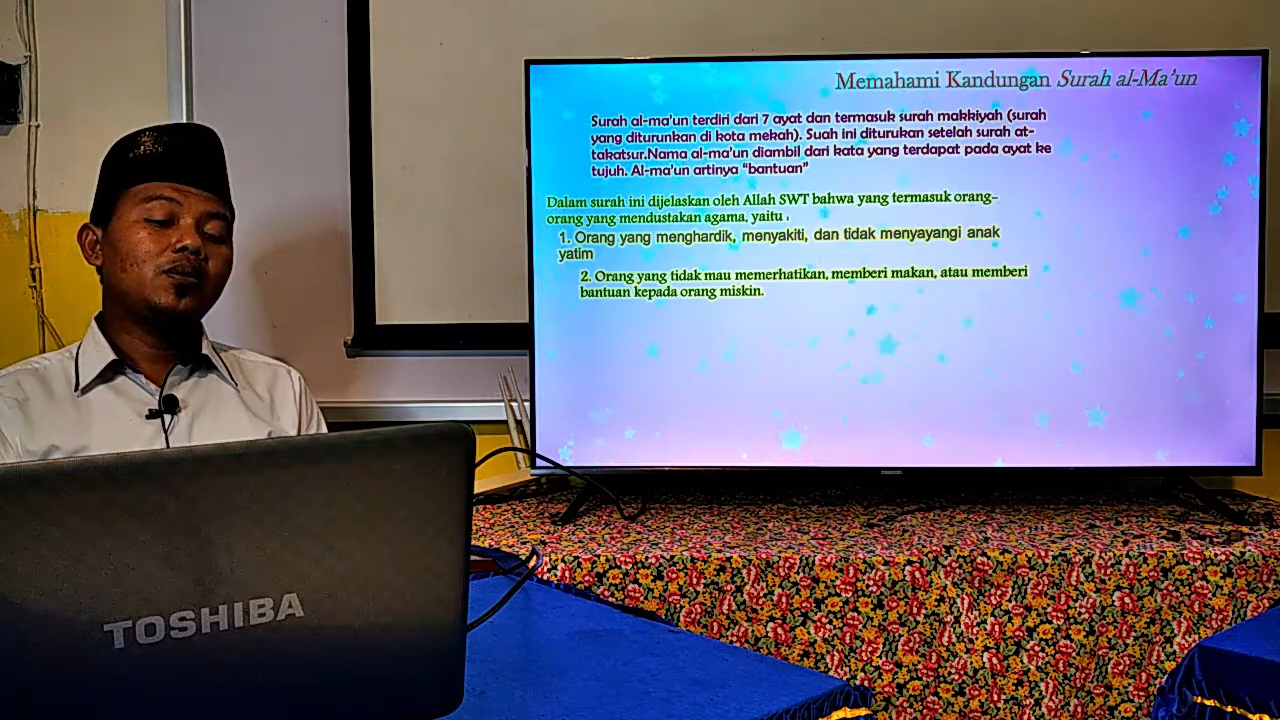 Memahami Kandungan Surah al-Ma'un
Surah al-ma'un terdiri dari 7 ayat dan termasuk surah makkiyah (surah
yang diturunkan di kota mekah). Suah ini diturukan setelah surah at-
takatsur.Nama al-ma'un diambil dari kata yang terdapat pada ayat ke
tujuh. Al-ma'un artinya "bantuan"
Dalam surah ini dijelaskan oleh Allah SWT bahwa yang termasuk orang-
orang yang mendustakan agama, yaitu :
1. Orang yang menghardik, menyakiti, dan tidak menyayangi anak
yatim
2. Orang yang tidak mau memerhatikan, memberi makan, atau memberi
bantuan kepada orang miskin.
coocaa
TOSHIBA